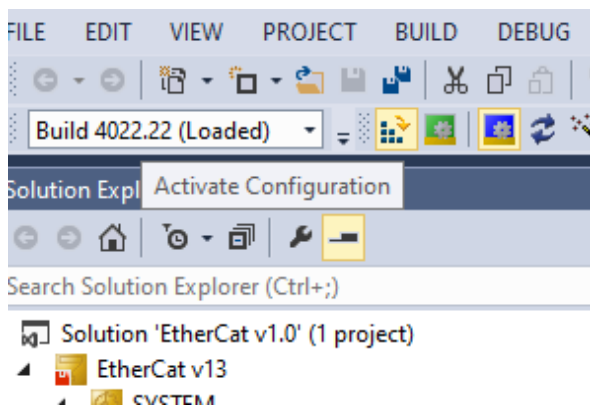 FILE EDIT VIEW PROJECT BUILD DEBUG
Build 4022.22 (Loaded)
Solution Expl
Activate Configuration
Search Solution Explorer (Ctrl+;)
Solution 'EtherCat v1.0' (1 project)
EtherCat v13
SYSTEM